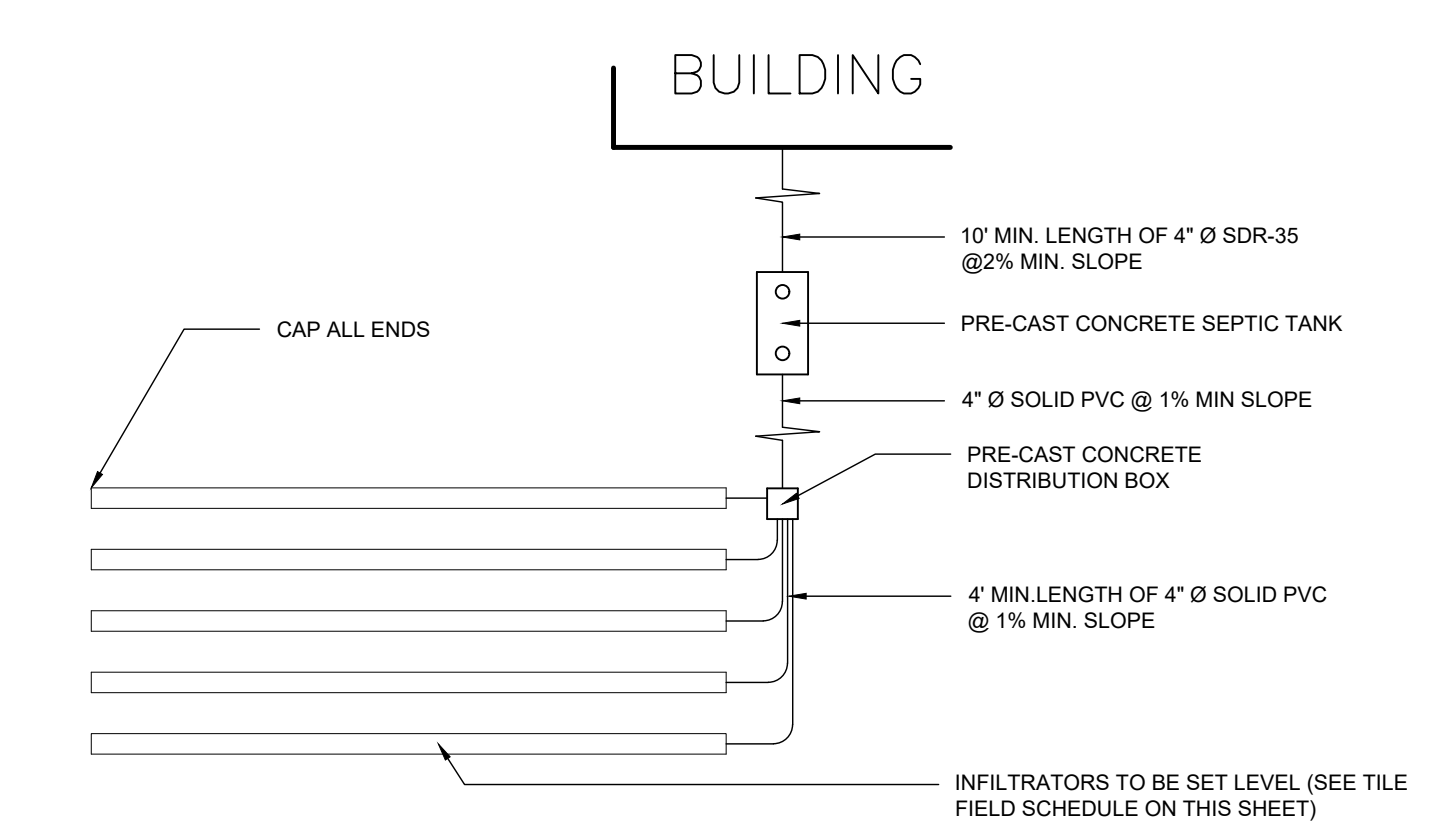 BUILDING
10' MIN. LENGTH OF 4" Ø SDR-35
@2% MIN. SLOPE
CAP ALL ENDS
PRE-CAST CONCRETE SEPTIC TANK
4" Ø SOLID PVC @ 1% MIN SLOPE
PRE-CAST CONCRETE
DISTRIBUTION BOX
4' MIN.LENGTH OF 4" Ø SOLID PVC
@ 1% MIN. SLOPE
INFILTRATORS TO BE SET LEVEL (SEE TILE
FIELD SCHEDULE ON THIS SHEET)